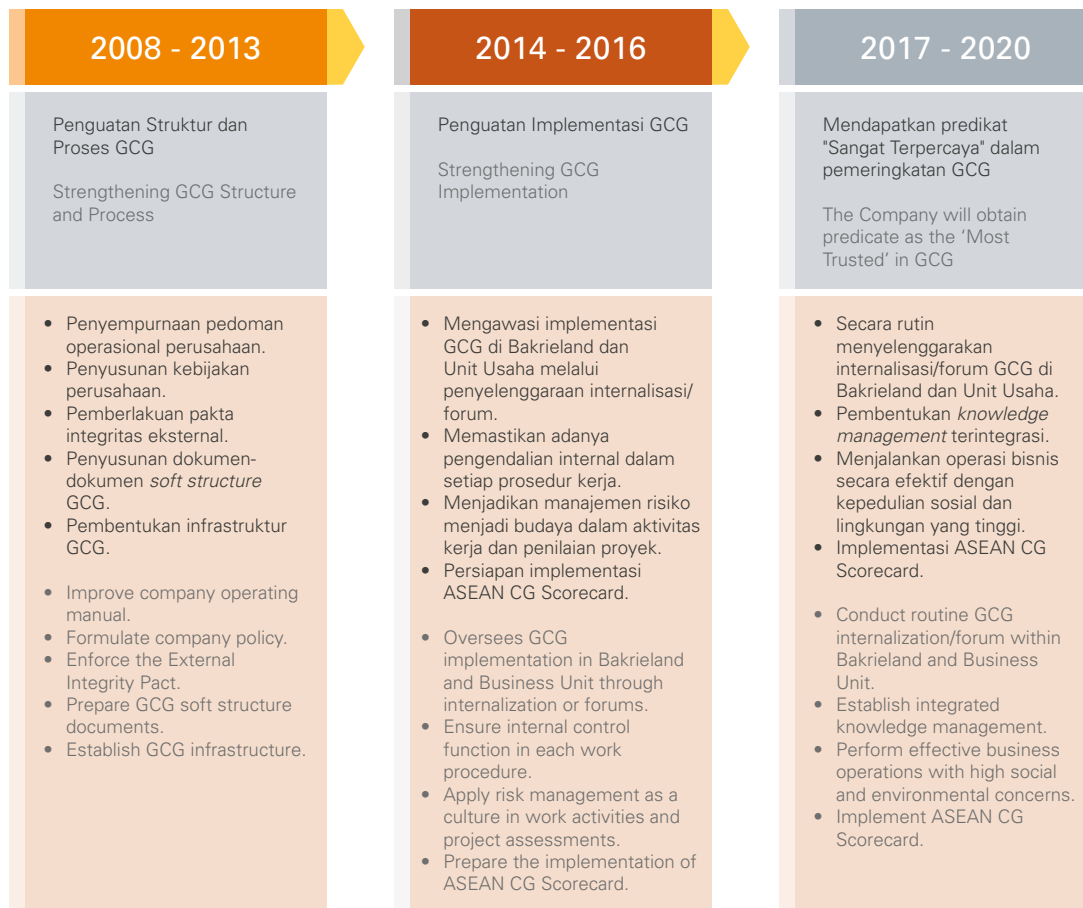 2008 - 2013
Penguatan Struktur dan
Proses GCG
Strengthening GCG Structure
and Process
• Penyempurnaan pedoman
operasional perusahaan.
• Penyusunan kebijakan
perusahaan.
• Pemberlakuan pakta
integritas eksternal.
• Penyusunan dokumen-
dokumen soft structure
GCG.
• Pembentukan infrastruktur
GCG.
• Improve company operating
manual.
• Formulate company policy.
• Enforce the External
Integrity Pact.
• Prepare GCG soft structure
documents.
• Establish GCG infrastructure.
2014 - 2016
Penguatan Implementasi GCG
Strengthening GCG
Implementation
• Mengawasi implementasi
GCG di Bakrieland dan
Unit Usaha melalui
penyelenggaraan internalisasi/
forum.
• Memastikan adanya
pengendalian internal dalam
setiap prosedur kerja.
• Menjadikan manajemen risiko
menjadi budaya dalam aktivitas
kerja dan penilaian proyek.
• Persiapan implementasi
ASEAN CG Scorecard.
• Oversees GCG
implementation in Bakrieland
and Business Unit through
internalization or forums.
• Ensure internal control
function in each work
procedure.
• Apply risk management as a
culture in work activities and
project assessments.
• Prepare the implementation of
ASEAN CG Scorecard.
2017 - 2020
Mendapatkan predikat
"Sangat Terpercaya" dalam
pemeringkatan GCG
The Company will obtain
predicate as the ‘Most
Trusted’ in GCG
• Secara rutin
menyelenggarakan
internalisasi/forum GCG di
Bakrieland dan Unit Usaha.
• Pembentukan knowledge
management terintegrasi.
• Menjalankan operasi bisnis
secara efektif dengan
kepedulian sosial dan
lingkungan yang tinggi.
• Implementasi ASEAN CG
Scorecard.
• Conduct routine GCG
internalization/forum within
Bakrieland and Business
Unit.
• Establish integrated
knowledge management.
• Perform effective business
operations with high social
and environmental concerns.
• Implement ASEAN CG
Scorecard.